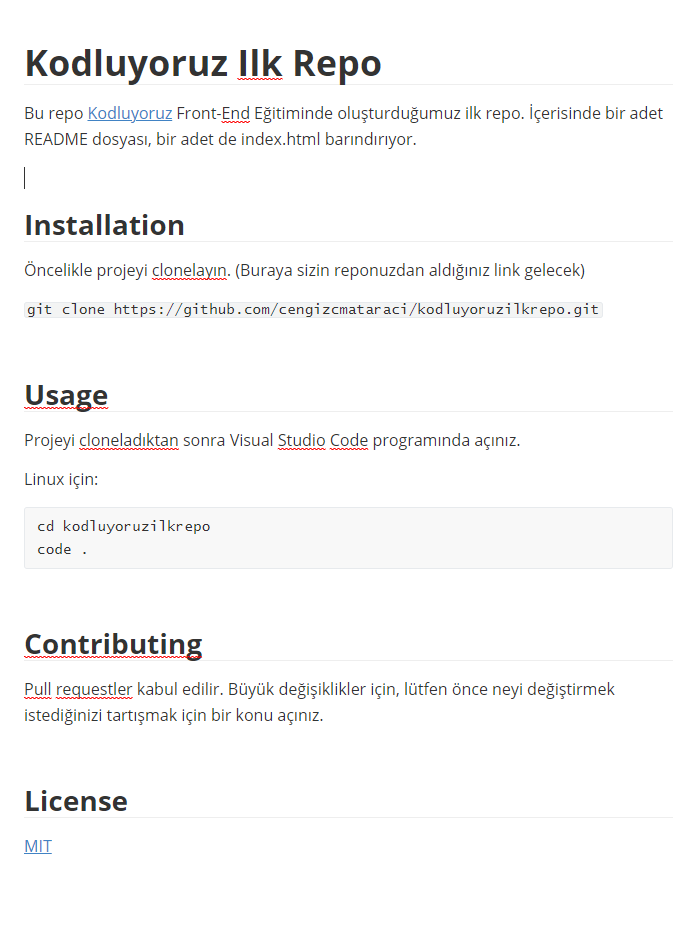 Kodluyoruz Ilk Repo
Bu repo Kodluyoruz Front-End Eğitiminde oluşturduğumuz ilk repo. İçerisinde bir adet
README dosyası, bir adet de index.html barındırıyor.
Installation
Öncelikle projeyi clonelayın. (Buraya sizin reponuzdan aldığınız link gelecek)
git clone https://github.com/cengizcmataraci/kodluyoruzilkrepo.git
Usage
Projeyi cloneladıktan sonra Visual Studio Code programında açınız.
Linux için:
cd kodluyoruzilkrepo
code .
Contributing
Pull requestler kabul edilir. Büyük değişiklikler için, lütfen önce neyi değiştirmek
istediğinizi tartışmak için bir konu açınız.
License
MIT